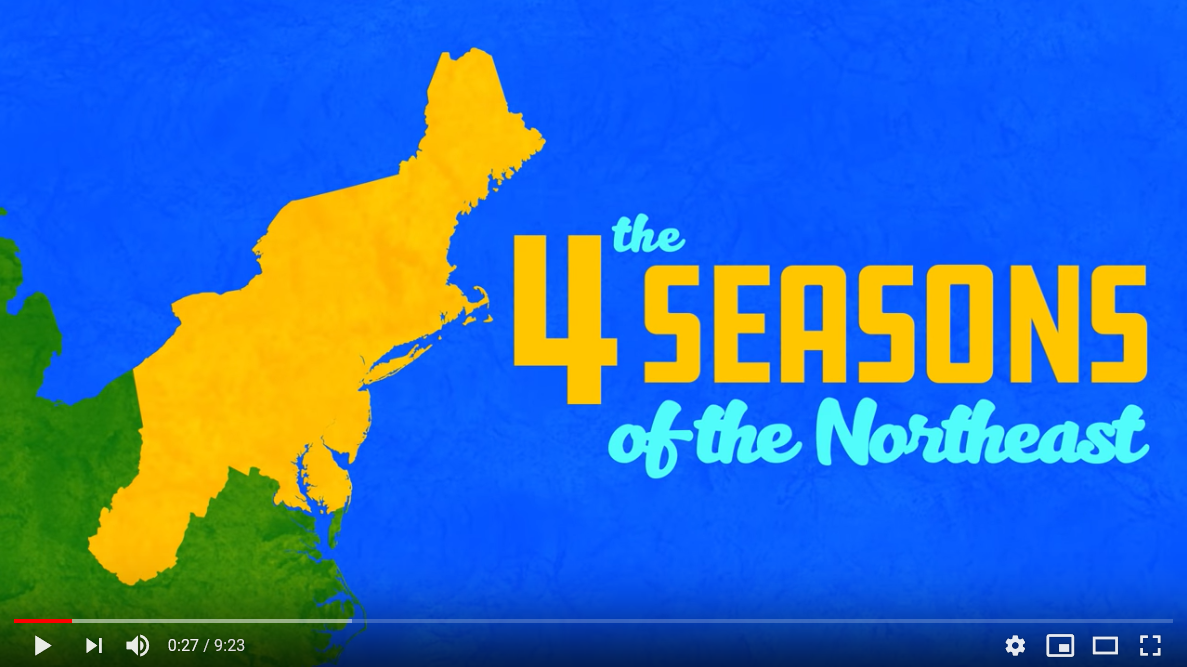 the
4 SEASONS
of the Northeast
0:27 / 9:23